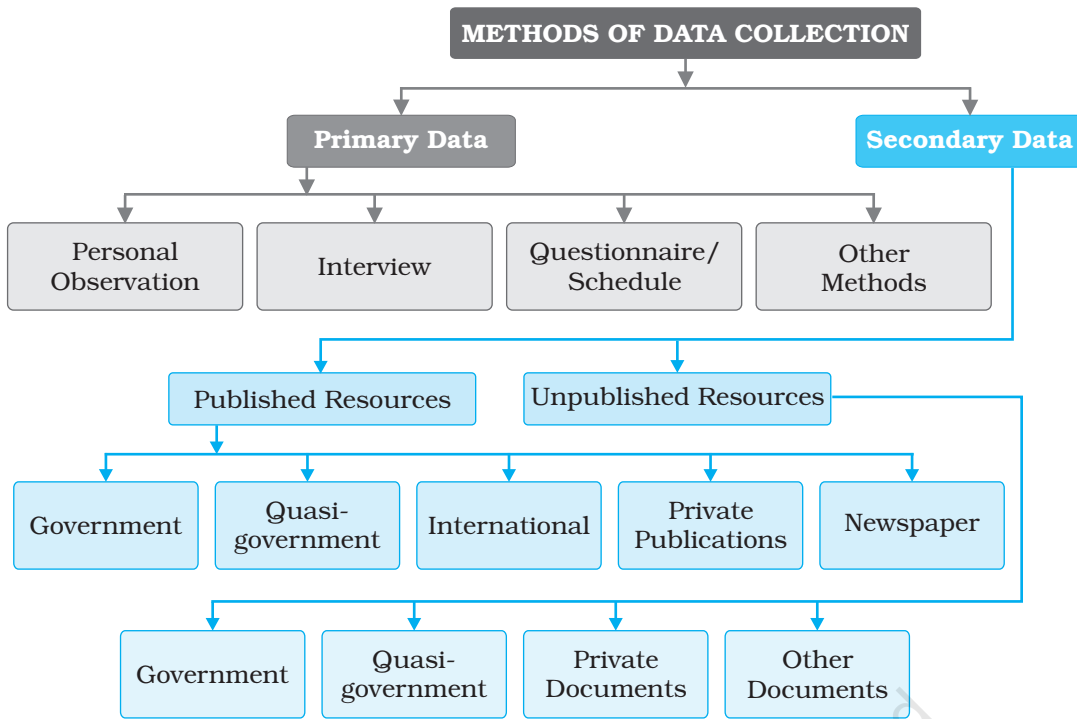 METHODS OF DATA COLLECTION
Primary Data
Secondary Data
Personal
Observation
Interview
Questionnaire/
Schedule
Other
Methods
Published Resources
Unpublished Resources
Government
Quasi-
government
International
Private
Publications
Newspaper
Government
Quasi-
government
Private
Documents
Other
Documents